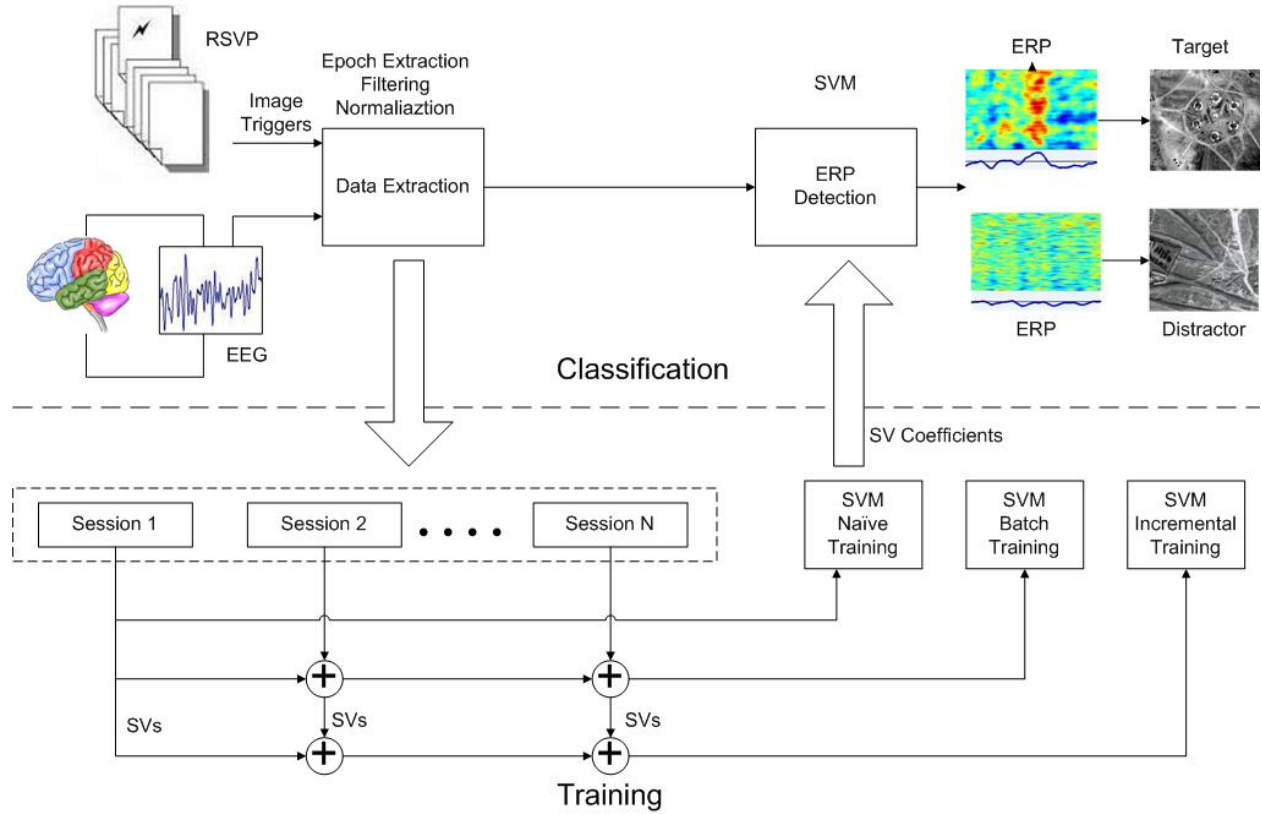 RSVP
Epoch Extraction
Filtering
Normaliaztion
Image
Triggers
Data Extraction
EEG
SVM
ERP
Detection
ERP
Target
ERP
Distractor
Classification
SV Coefficients
Session 1
Session 2
Session N
SVM
Naïve
Training
SVM
Batch
Training
SVM
Incremental
Training
+
+
SVs
SVs
SVs
+
+
Training